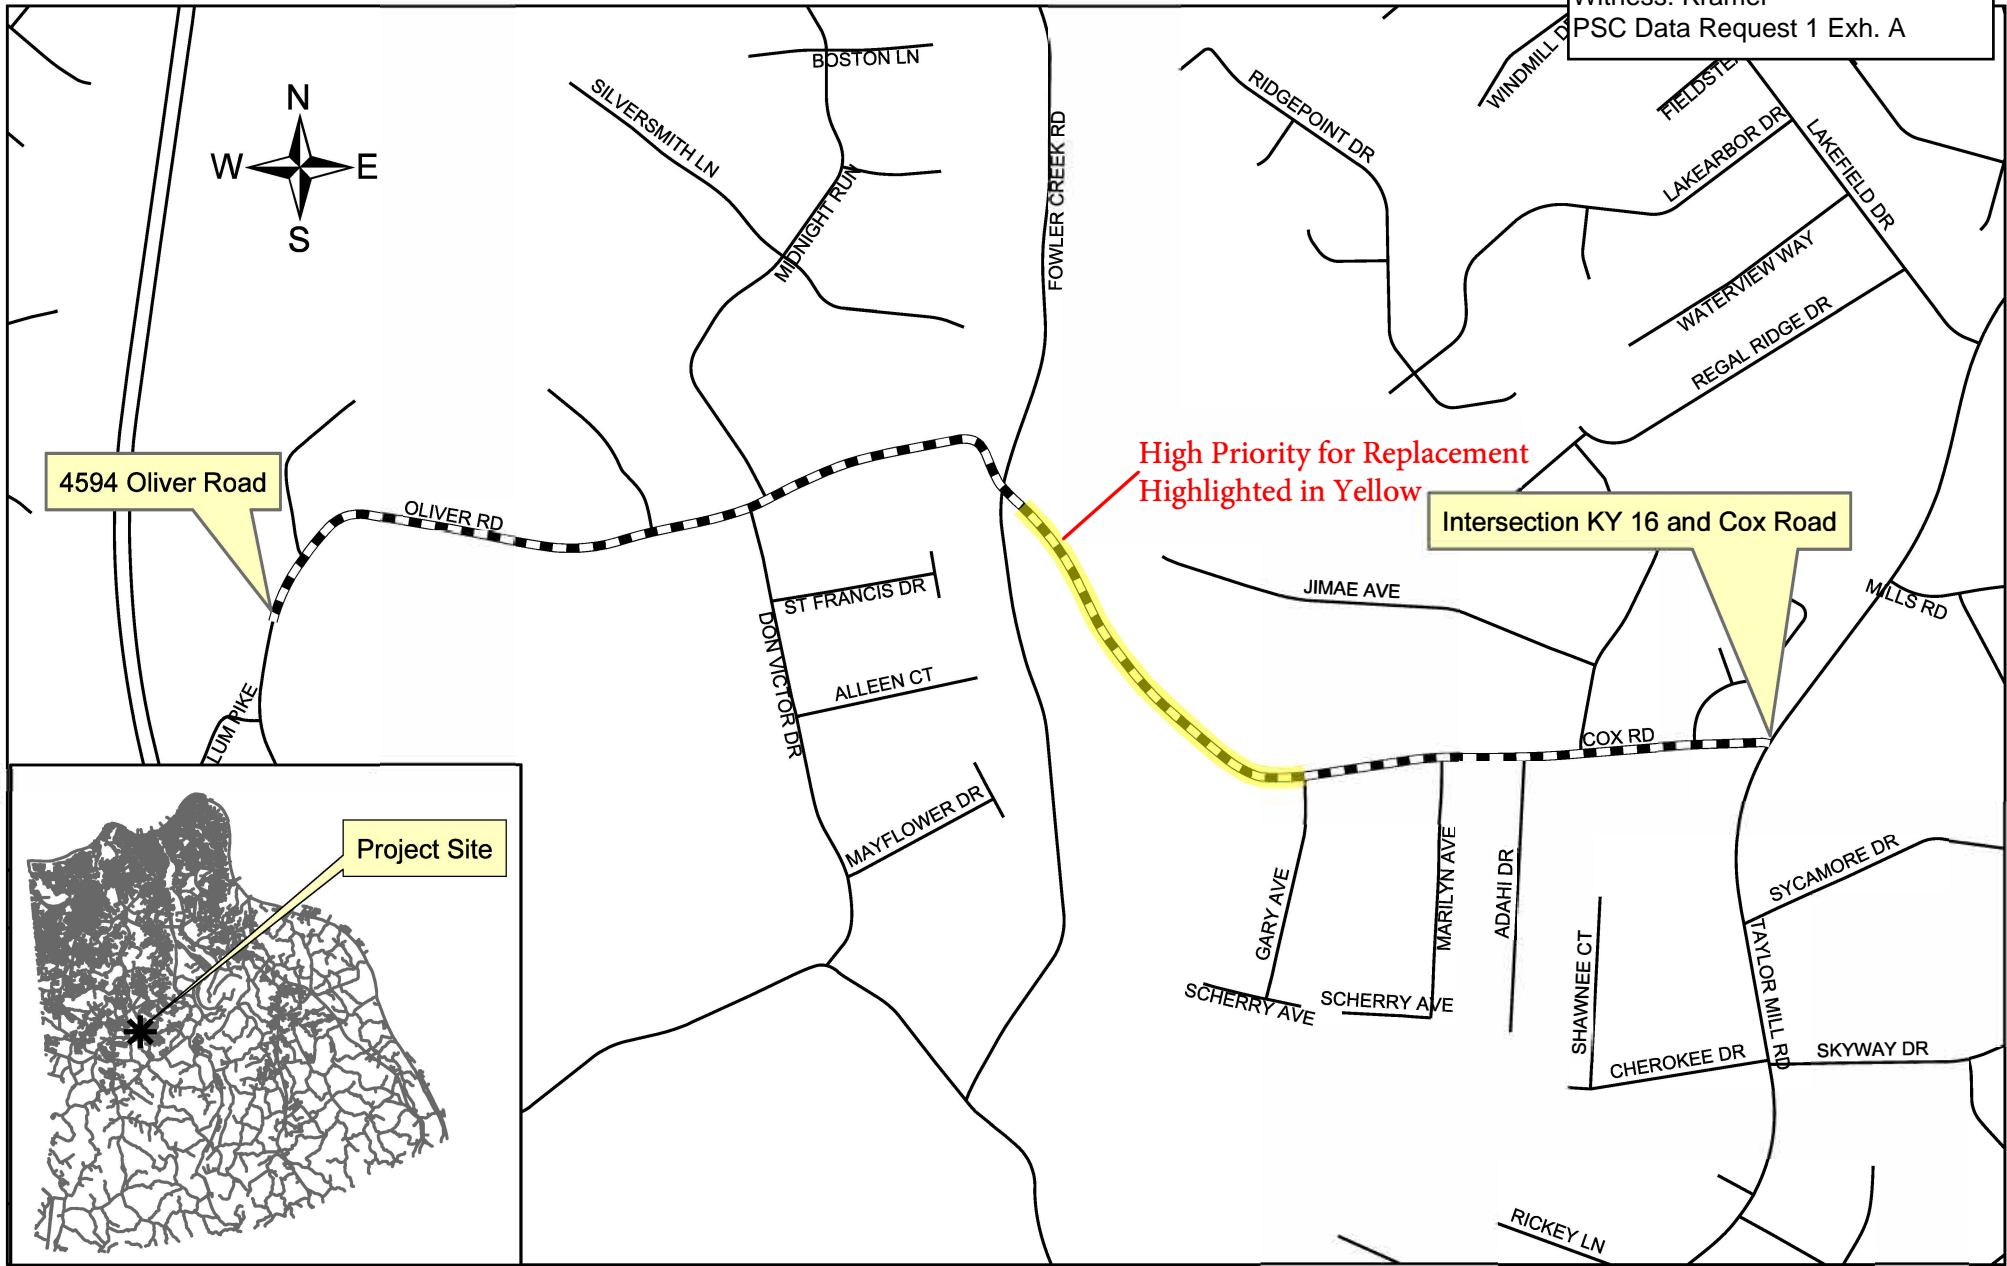 PSC Data Request 1 Exh. A
BOSTON LN
SILVERSMITH LN
MIDNIGHT RUN
FOWLER CREEK RD
RIDGEPOINT DR
LAKEARBOR DR
LAKEFIELD DR
WATERVIEW WAY
REGAL RIDGE DR
N
W
E
S
High Priority for Replacement
Highlighted in Yellow
4594 Oliver Road
OLIVER RD
Intersection KY 16 and Cox Road
JIMAE AVE
MILLS RD
ST FRANCIS DR
DON VICTOR DR
ALLEEN CT
MAYFLOWER DR
PIKE
COX RD
Project Site
GARY AVE
MARILYN AVE
ADAHI DR
SYCAMORE DR
SCHERRY AVE
SCHERRY AVE
SHAWNEE CT
TAYLOR MILL RD
CHEROKEE DR
SKYWAY DR
RICKEY LN
WINDMILL